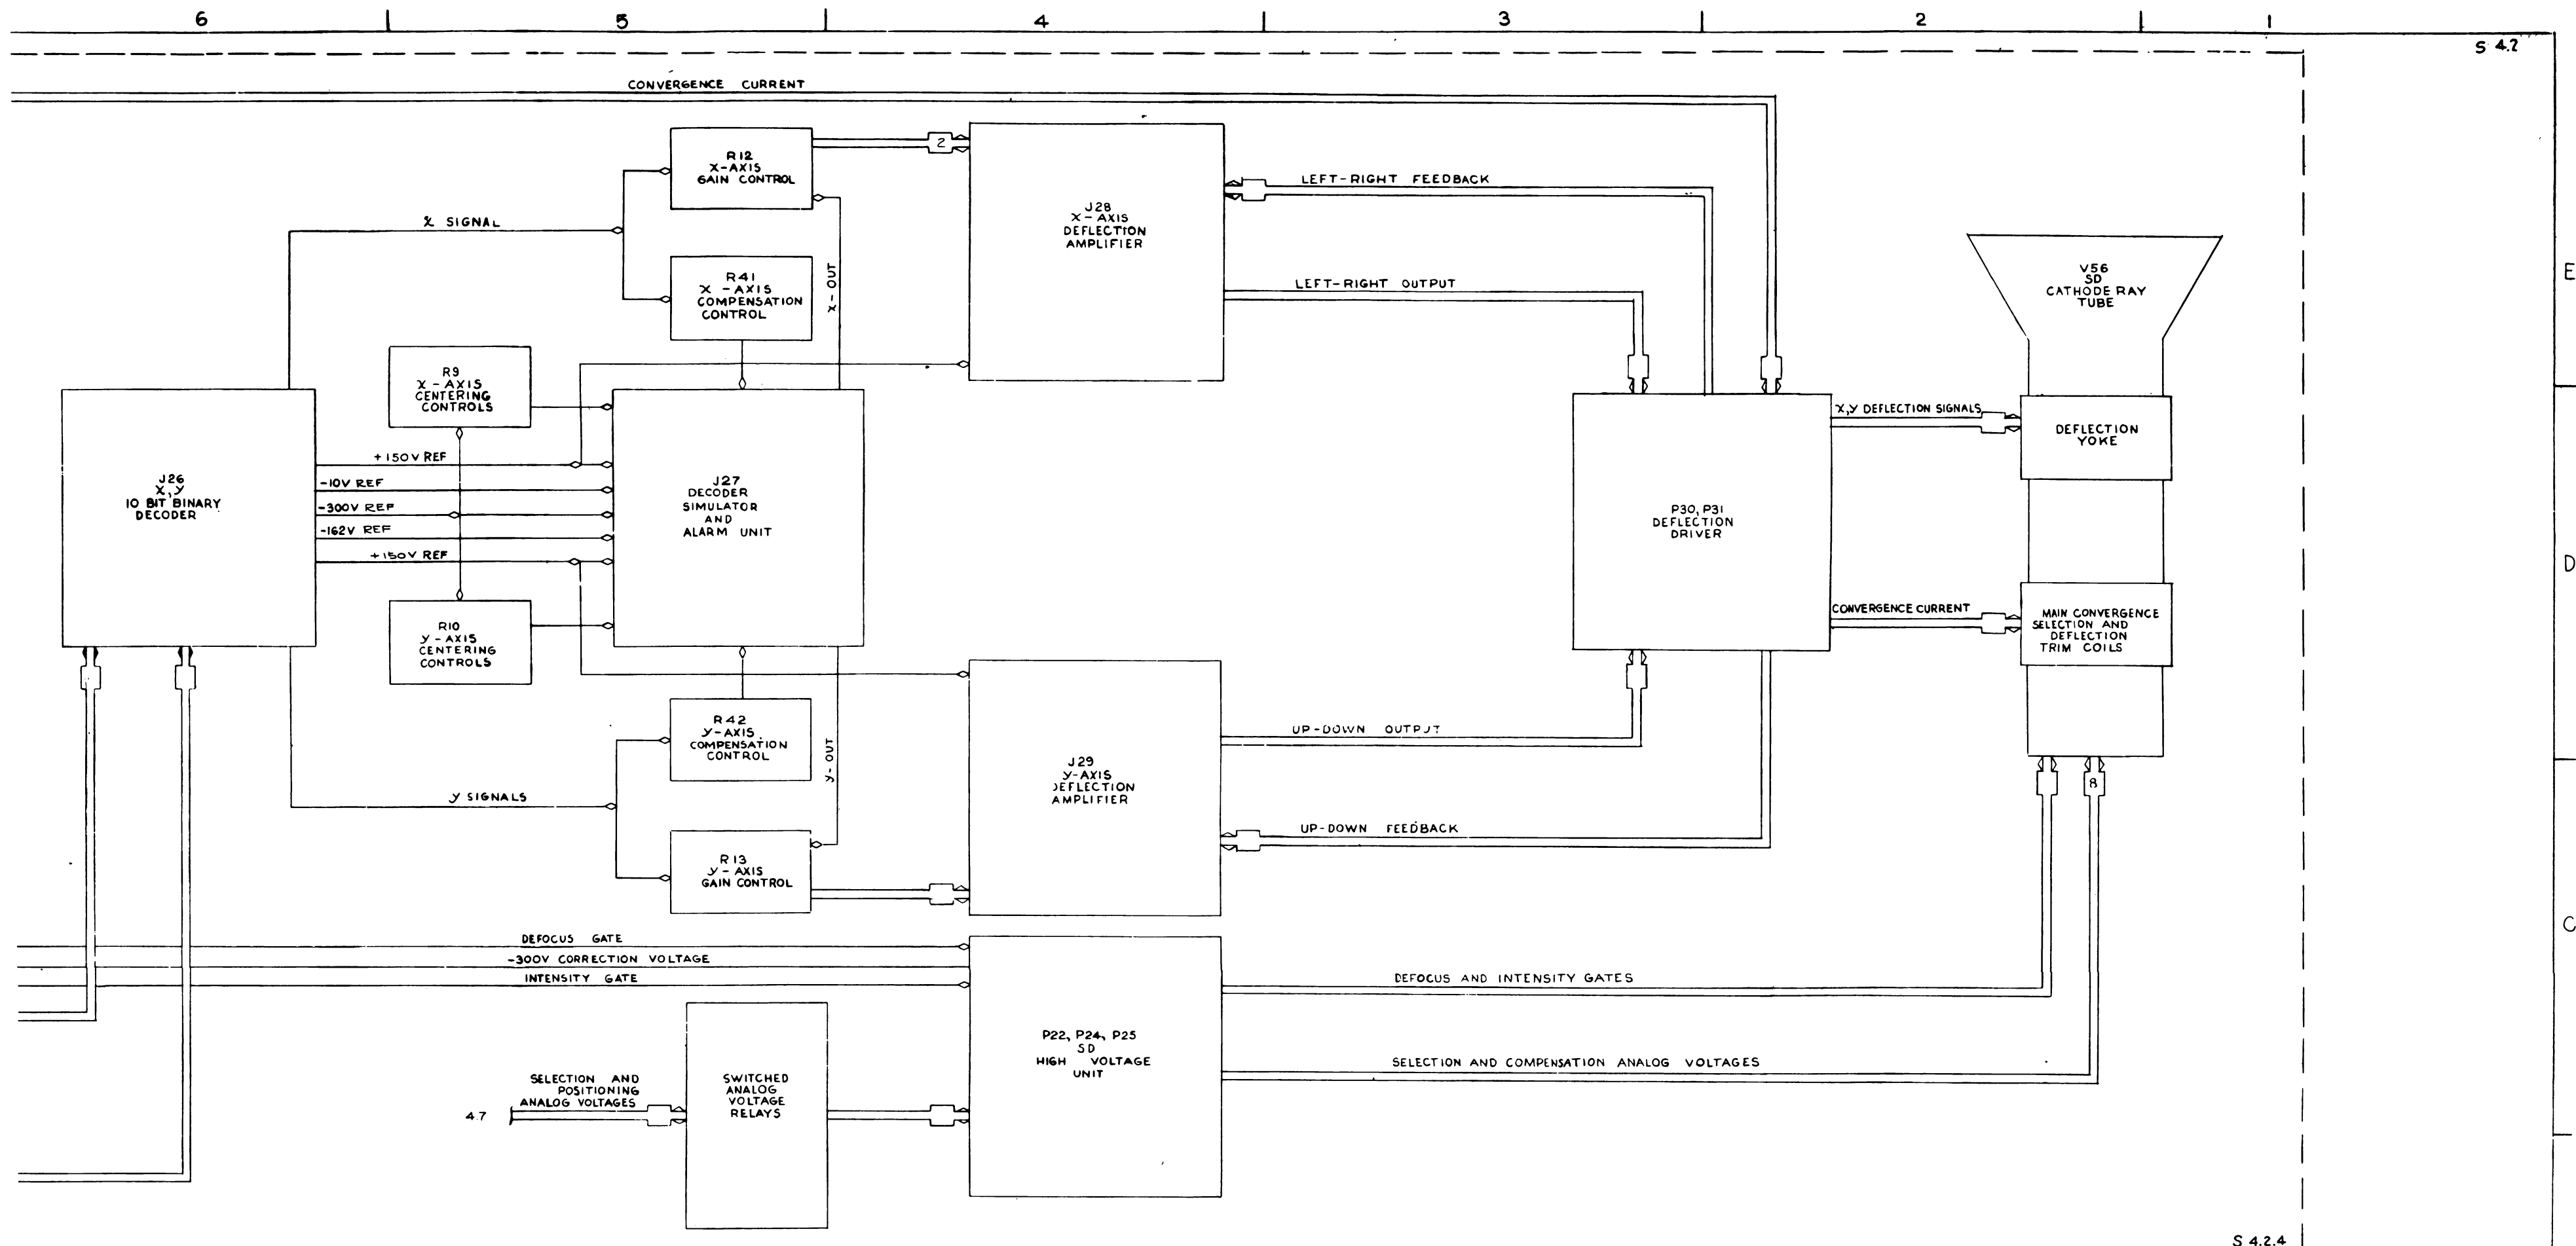 6 5 4 3 2
S 4.2
CONVERGENCE CURRENT
R12
X-AXIS
GAIN CONTROL
2
X SIGNAL
R41
X-AXIS
COMPENSATION
CONTROL
X-OUT
J28
X-AXIS
DEFLECTION
AMPLIFIER
LEFT-RIGHT FEEDBACK
LEFT-RIGHT OUTPUT
V56
SD
CATHODE RAY
TUBE
E
R9
X-AXIS
CENTERING
CONTROLS
J26
X, Y
10 BIT BINARY
DECODER
+150V REF
-10V REF
-300V REF
-162V REF
+150V REF
J27
DECODER
SIMULATOR
AND
ALARM UNIT
P30, P31
DEFLECTION
DRIVER
X,Y DEFLECTION SIGNALS
DEFLECTION
YOKE
D
R10
Y-AXIS
CENTERING
CONTROLS
CONVERGENCE CURRENT
MAIN CONVERGENCE
SELECTION AND
DEFLECTION
TRIM COILS
R42
Y-AXIS
COMPENSATION
CONTROL
Y-OUT
Y SIGNALS
R13
Y-AXIS
GAIN CONTROL
J29
Y-AXIS
DEFLECTION
AMPLIFIER
UP-DOWN OUTPUT
UP-DOWN FEEDBACK
8
C
DEFOCUS GATE
-300V CORRECTION VOLTAGE
INTENSITY GATE
DEFOCUS AND INTENSITY GATES
P22, P24, P25
SD
HIGH VOLTAGE
UNIT
SELECTION AND COMPENSATION ANALOG VOLTAGES
SELECTION AND
POSITIONING
ANALOG VOLTAGES
4.7
SWITCHED
ANALOG
VOLTAGE
RELAYS
S 4.2.4